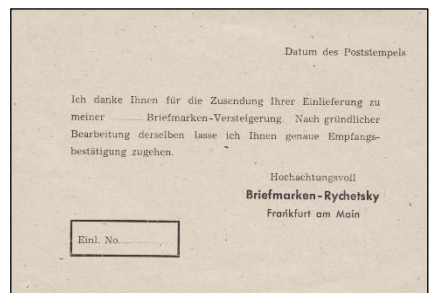 Datum des Poststempels
Ich danke Ihnen für die Zusendung Ihrer Einlieferung zu
meiner ............ Briefmarken-Versteigerung. Nach gründlicher
Bearbeitung derselben lasse ich Ihnen genaue Empfangs-
bestätigung zugehen.
Hochachtungsvoll
Briefmarken-Rychetsky
Frankfurt am Main
Einl. No. ............